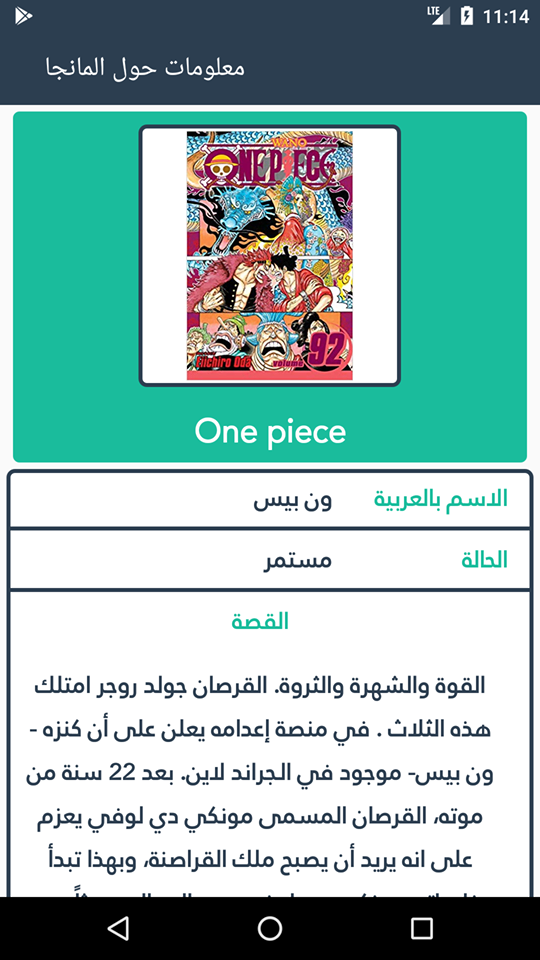 LTE 11:14
معلومات حول المانجا
WANO
ONE PIECE
Eiichiro Oda
volume 92
One piece
الاسم بالعربية ون بيس
الحالة مستمر
القصة
القوة والشهرة والثروة. القرصان جولد روجر امتلك
هذه الثلاث . في منصة إعدامه يعلن على أن كنزه -
ون بيس- موجود في الجراند لاين. بعد 22 سنة من
موته، القرصان المسمى مونكي دي لوفي يعزم
على انه يريد أن يصبح ملك القراصنة، وبهذا تبدأ